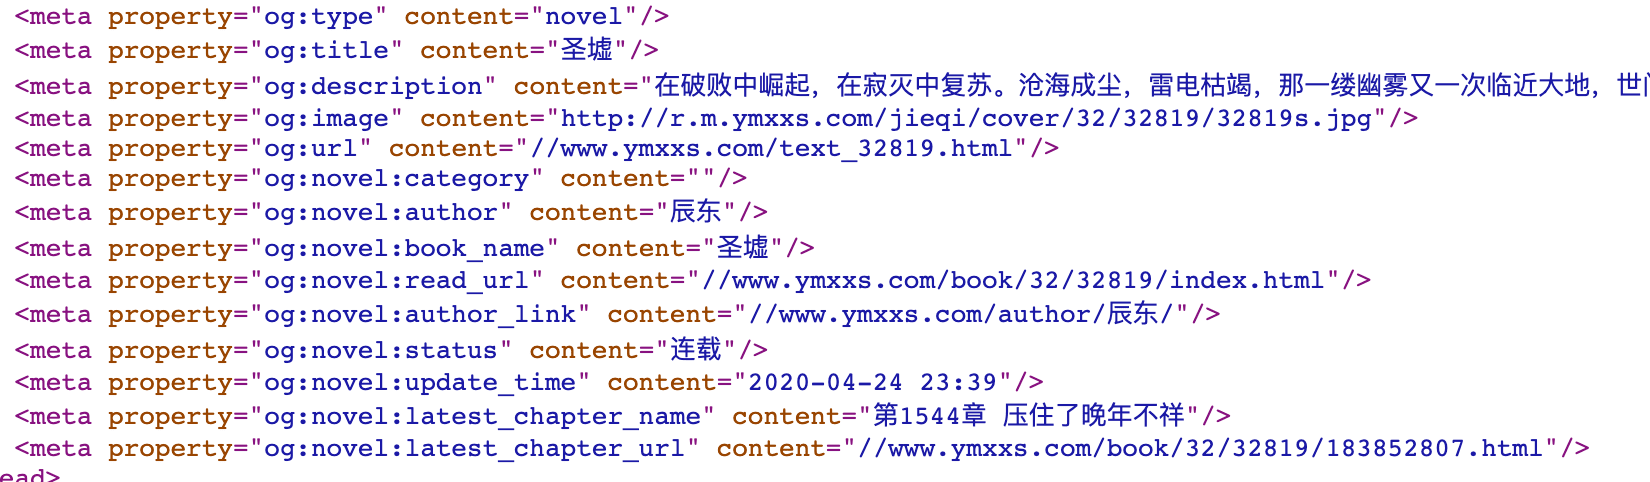 <meta property="og:type" content="novel"/>
<meta property="og:title" content="圣墟"/>
<meta property="og:description" content="在破败中崛起，在寂灭中复苏。沧海成尘，雷电枯竭，那一缕幽雾又一次临近大地，世
<meta property="og:image" content="http://r.m.ymxxs.com/jieqi/cover/32/32819/32819s.jpg"/>
<meta property="og:url" content="//www.ymxxs.com/text_32819.html"/>
<meta property="og:novel:category" content=""/>
<meta property="og:novel:author" content="辰东"/>
<meta property="og:novel:book_name" content="圣墟"/>
<meta property="og:novel:read_url" content="//www.ymxxs.com/book/32/32819/index.html"/>
<meta property="og:novel:author_link" content="//www.ymxxs.com/author/辰东/"/>
<meta property="og:novel:status" content="连载"/>
<meta property="og:novel:update_time" content="2020-04-24 23:39"/>
<meta property="og:novel:latest_chapter_name" content="第1544章 压住了晚年不祥"/>
<meta property="og:novel:latest_chapter_url" content="//www.ymxxs.com/book/32/32819/183852807.html"/>
ead>